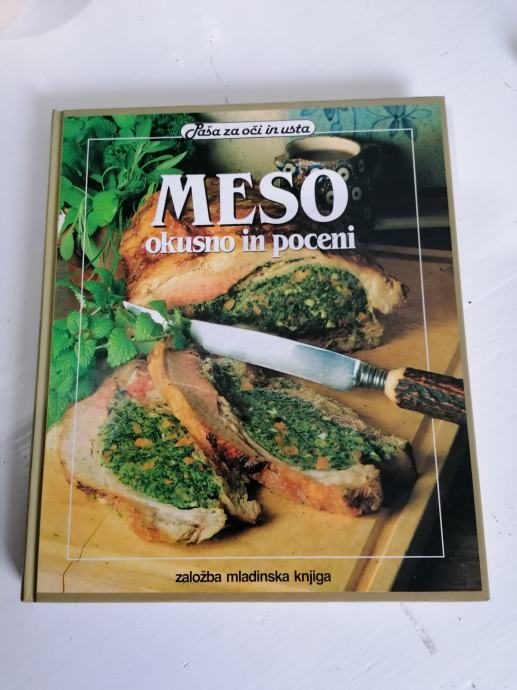 Paša za oči in usta
MESO
okusno in poceni
založba mladinska knjiga